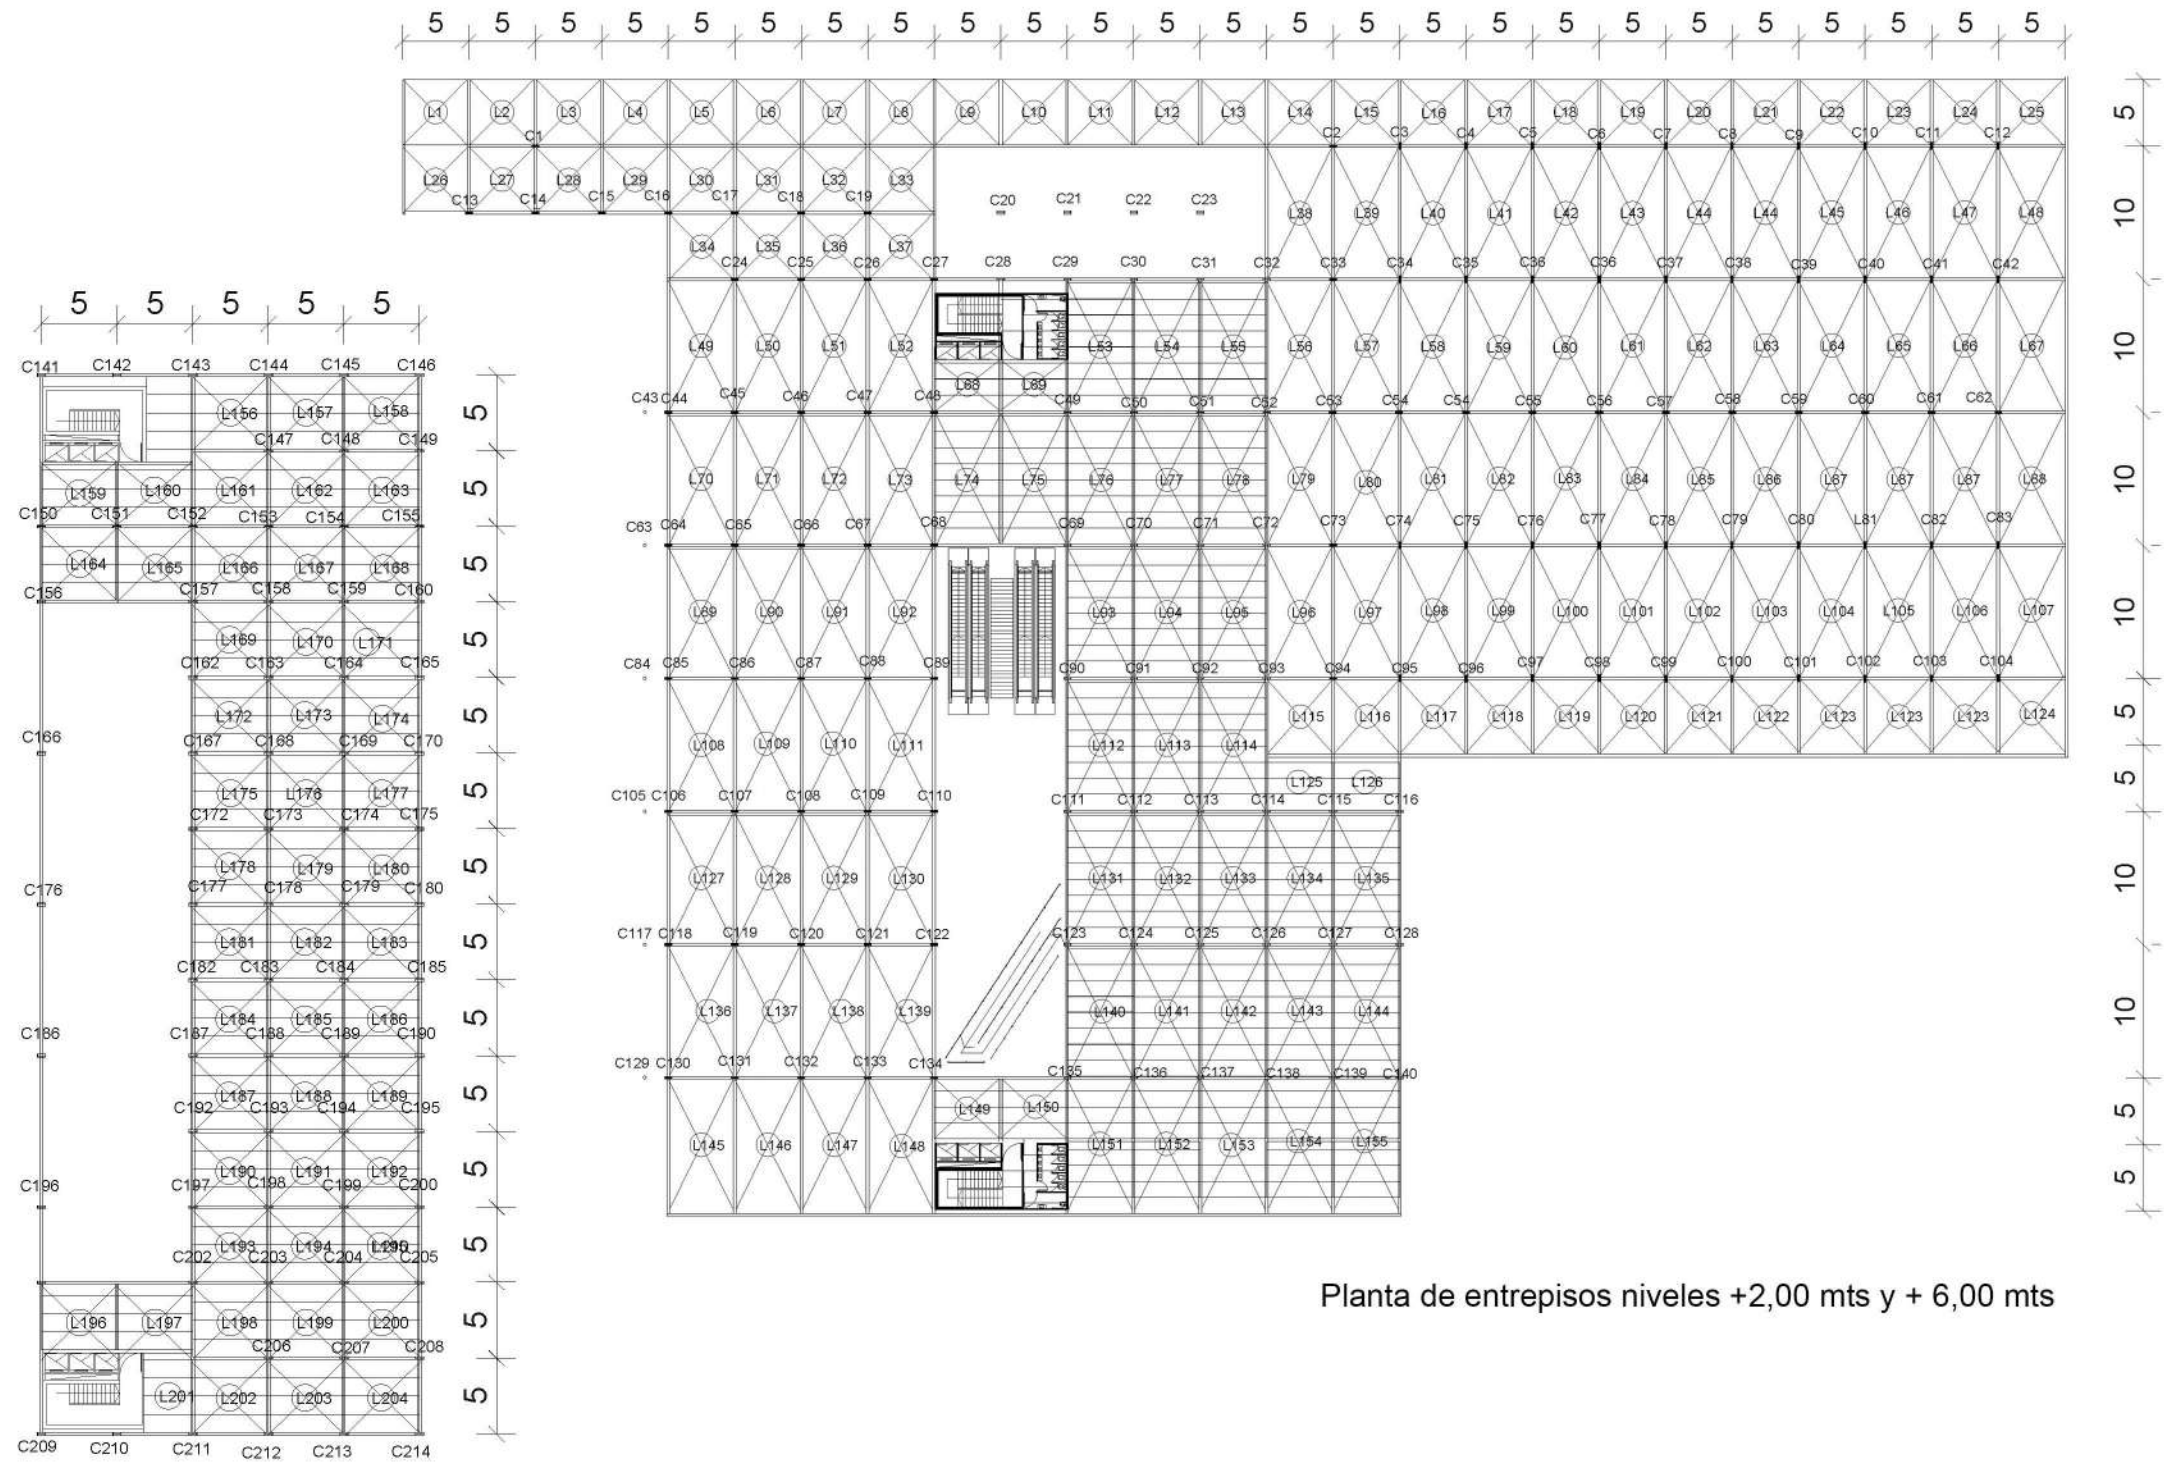 5 5 5 5 5 5 5 5 5 5 5 5 5 5 5 5 5 5 5 5 5 5 5 5 5
L1 L2 L3 L4 L5 L6 L7 L8 L9 L10 L11 L12 L13 L14 L15 L16 L17 L18 L19 L20 L21 L22 L23 L24 L25 5
C1 C2 C3 C4 C5 C6 C7 C8 C9 C10 C11 C12
L26 L27 L28 L29 L30 L31 L32 L33
C13 C14 C15 C16 C17 C18 C19 C20 C21 C22 C23
L38 L39 L40 L41 L42 L43 L44 L44 L45 L46 L47 L48 10
L34 L35 L36 L37
C24 C25 C26 C27 C28 C29 C30 C31 C32 C33 C34 C35 C36 C36 C37 C38 C39 C40 C41 C42
L49 L50 L51 L52 L53 L54 L55 L56 L57 L58 L59 L60 L61 L62 L63 L64 L65 L66 L67 10
L68 L69
C43 C44 C45 C46 C47 C48 C49 C50 C51 C52 C53 C54 C54 C55 C56 C57 C58 C59 C60 C61 C62
L70 L71 L72 L73 L74 L75 L76 L77 L78 L79 L80 L81 L82 L83 L84 L85 L86 L87 L87 L87 L88 10
C63 C64 C65 C66 C67 C68 C69 C70 C71 C72 C73 C74 C75 C76 C77 C78 C79 C80 L81 C82 C83
L89 L90 L91 L92 L93 L94 L95 L96 L97 L98 L99 L100 L101 L102 L103 L104 L105 L106 L107 10
C84 C85 C86 C87 C88 C89 C90 C91 C92 C93 C94 C95 C96 C97 C98 C99 C100 C101 C102 C103 C104
L115 L116 L117 L118 L119 L120 L121 L122 L123 L123 L123 L124 5
L108 L109 L110 L111 L112 L113 L114
L125 L126 5
C105 C106 C107 C108 C109 C110 C111 C112 C113 C114 C115 C116
L127 L128 L129 L130 L131 L132 L133 L134 L135 10
C117 C118 C119 C120 C121 C122 C123 C124 C125 C126 C127 C128
L136 L137 L138 L139 L140 L141 L142 L143 L144 10
C129 C130 C131 C132 C133 C134 C135 C136 C137 C138 C139 C140
L149 L150 5
L145 L146 L147 L148 L151 L152 L153 L154 L155
5
5 5 5 5 5
C141 C142 C143 C144 C145 C146
L156 L157 L158 5
C147 C148 C149
L159 L160 L161 L162 L163 5
C150 C151 C152 C153 C154 C155
L164 L165 L166 L167 L168 5
C156 C157 C158 C159 C160
L169 L170 L171 5
C162 C163 C164 C165
L172 L173 L174 5
C166 C167 C168 C169 C170
L175 L176 L177 5
C172 C173 C174 C175
L178 L179 L180 5
C176 C177 C178 C179 C180
L181 L182 L183 5
C182 C183 C184 C185
L184 L185 L186 5
C186 C187 C188 C189 C190
L187 L188 L189 5
C192 C193 C194 C195
L190 L191 L192 5
C196 C197 C198 C199 C200
L193 L194 5
C202 C203 C204 C205
L196 L197 L198 L199 L200 5
C206 C207 C208
L201 L202 L203 L204 5
C209 C210 C211 C212 C213 C214
Planta de entrepisos niveles +2,00 mts y + 6,00 mts